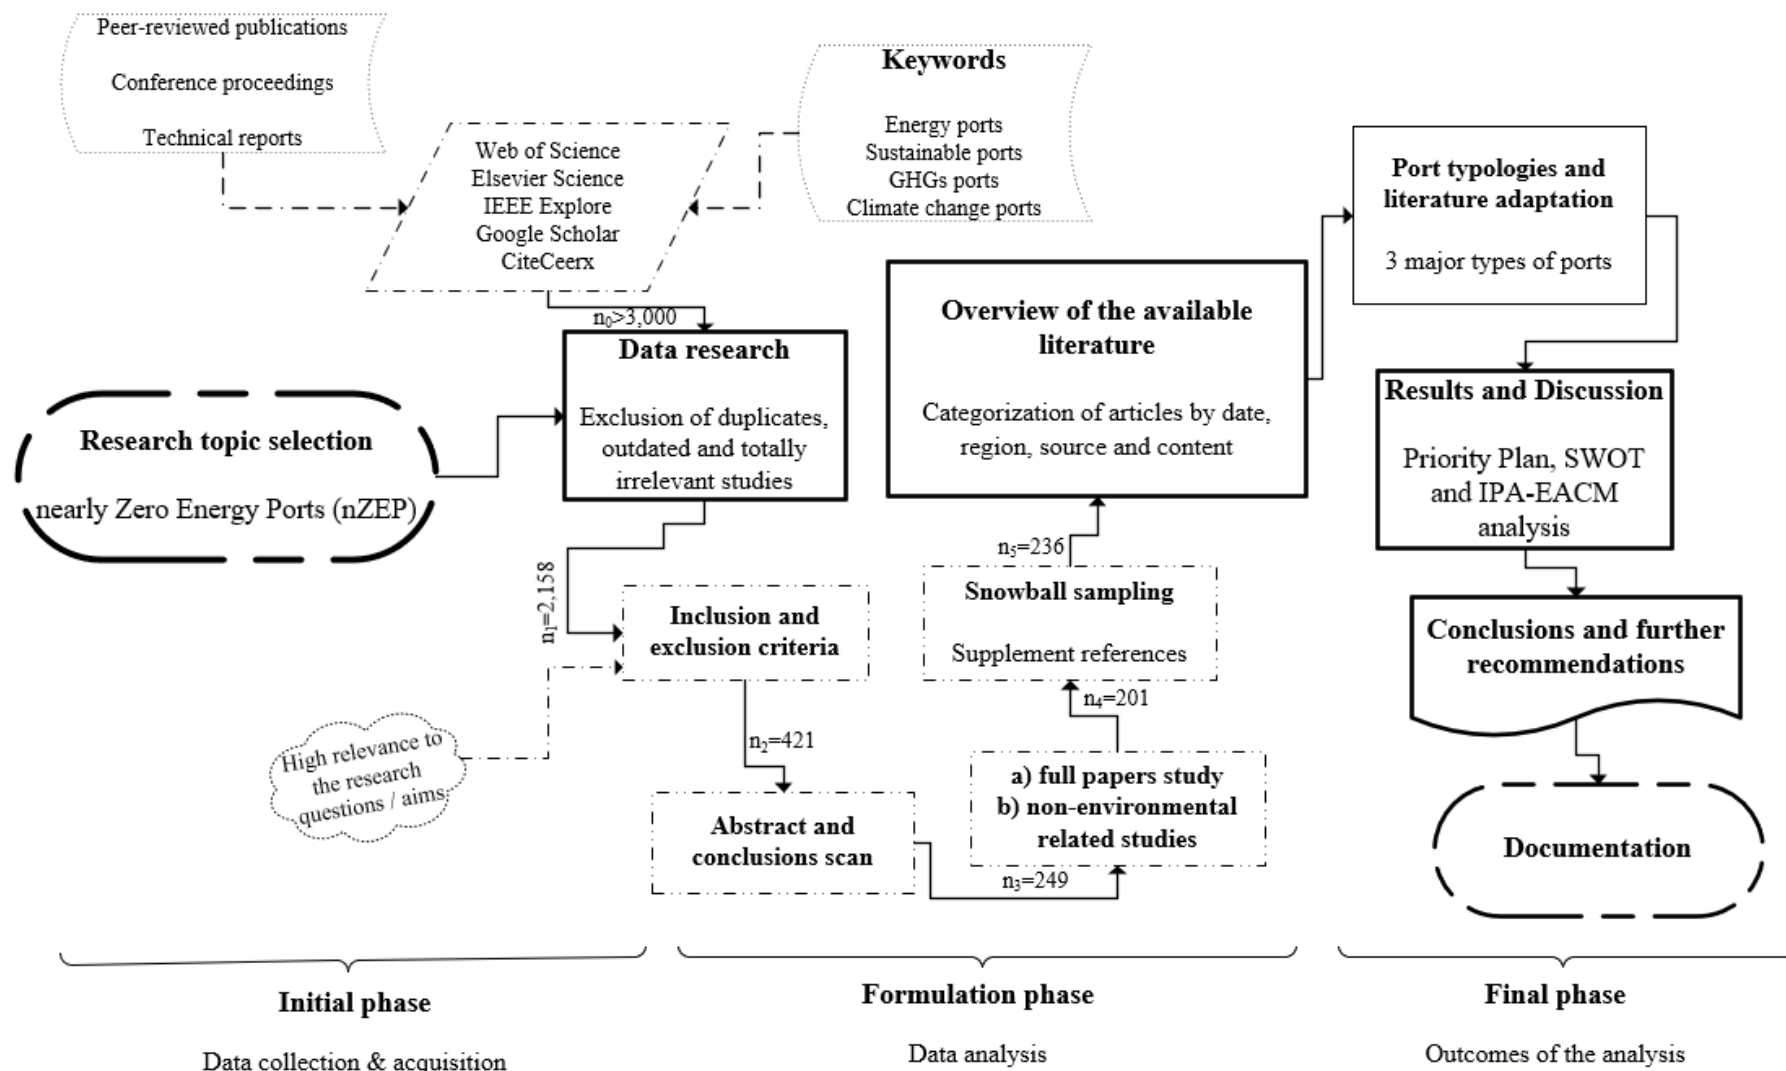 Peer-reviewed publications
Conference proceedings
Technical reports
Web of Science
Elsevier Science
IEEE Explore
Google Scholar
CiteCeerx
Keywords
Energy ports
Sustainable ports
GHGs ports
Climate change ports
n₀>3,000
Data research
Exclusion of duplicates,
outdated and totally
irrelevant studies
Research topic selection
nearly Zero Energy Ports (nZEP)
n₁=2,158
Inclusion and
exclusion criteria
High relevance to
the research
questions / aims
n₂=421
Abstract and
conclusions scan
n₃=249
a) full papers study
b) non-environmental
related studies
n₄=201
Snowball sampling
Supplement references
n₅=236
Overview of the available
literature
Categorization of articles by date,
region, source and content
Port typologies and
literature adaptation
3 major types of ports
Results and Discussion
Priority Plan, SWOT
and IPA-EACM
analysis
Conclusions and further
recommendations
Documentation
Initial phase
Data collection & acquisition
Formulation phase
Data analysis
Final phase
Outcomes of the analysis